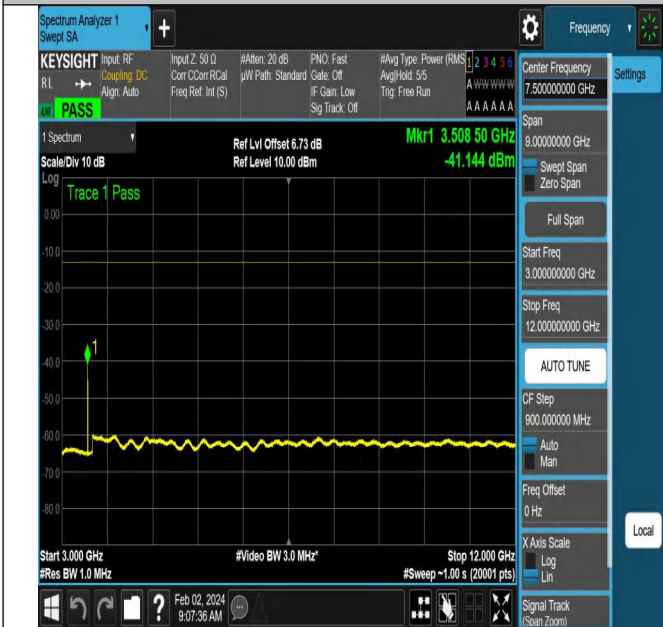 Spectrum Analyzer 1
Swept SA
Frequency
KEYSIGHT
RL
Input: RF
Coupling: DC
Align: Auto
Input Z: 50 Ω
Corr CCorr RCal
Freq Ref: Int (S)
#Atten: 20 dB
µW Path: Standard
PNO: Fast
Gate: Off
IF Gain: Low
Sig Track: Off
#Avg Type: Power (RMS
Avg|Hold: 5/5
Trig: Free Run
1 2 3 4 5 6
A W W W W W
A A A A A A
PASS
1 Spectrum
Scale/Div 10 dB
Ref Lvl Offset 6.73 dB
Ref Level 10.00 dBm
Mkr1 3.508 50 GHz
-41.144 dBm
Log
Trace 1 Pass
0.00
-10.0
-20.0
-30.0
1
-40.0
-50.0
-60.0
-70.0
-80.0
Start 3.000 GHz
#Res BW 1.0 MHz
#Video BW 3.0 MHz*
Stop 12.000 GHz
#Sweep ~1.00 s (20001 pts)
?
Feb 02, 2024
9:07:36 AM
Center Frequency
7.50000000 GHz
Settings
Span
9.00000000 GHz
Swept Span
Zero Span
Full Span
Start Freq
3.000000000 GHz
Stop Freq
12.000000000 GHz
AUTO TUNE
CF Step
900.000000 MHz
Auto
Man
Freq Offset
0 Hz
X Axis Scale
Log
Lin
Local
Signal Track
(Span Zoom)